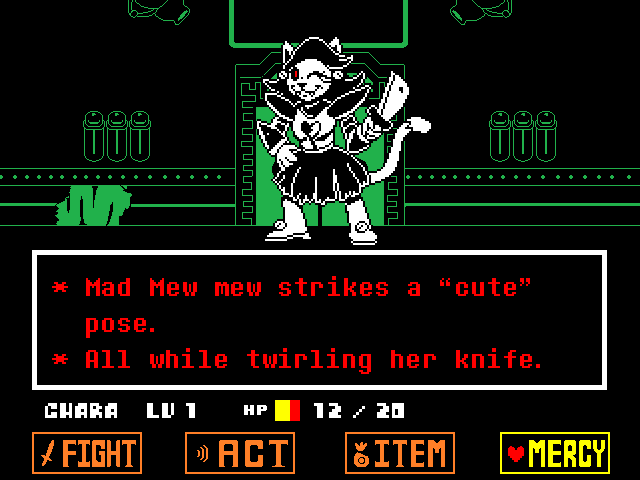 * Mad Mew mew strikes a “cute”
pose.
* All while twirling her knife.
CHARA LV 1 HP 12 / 20
FIGHT ACT ITEM MERCY